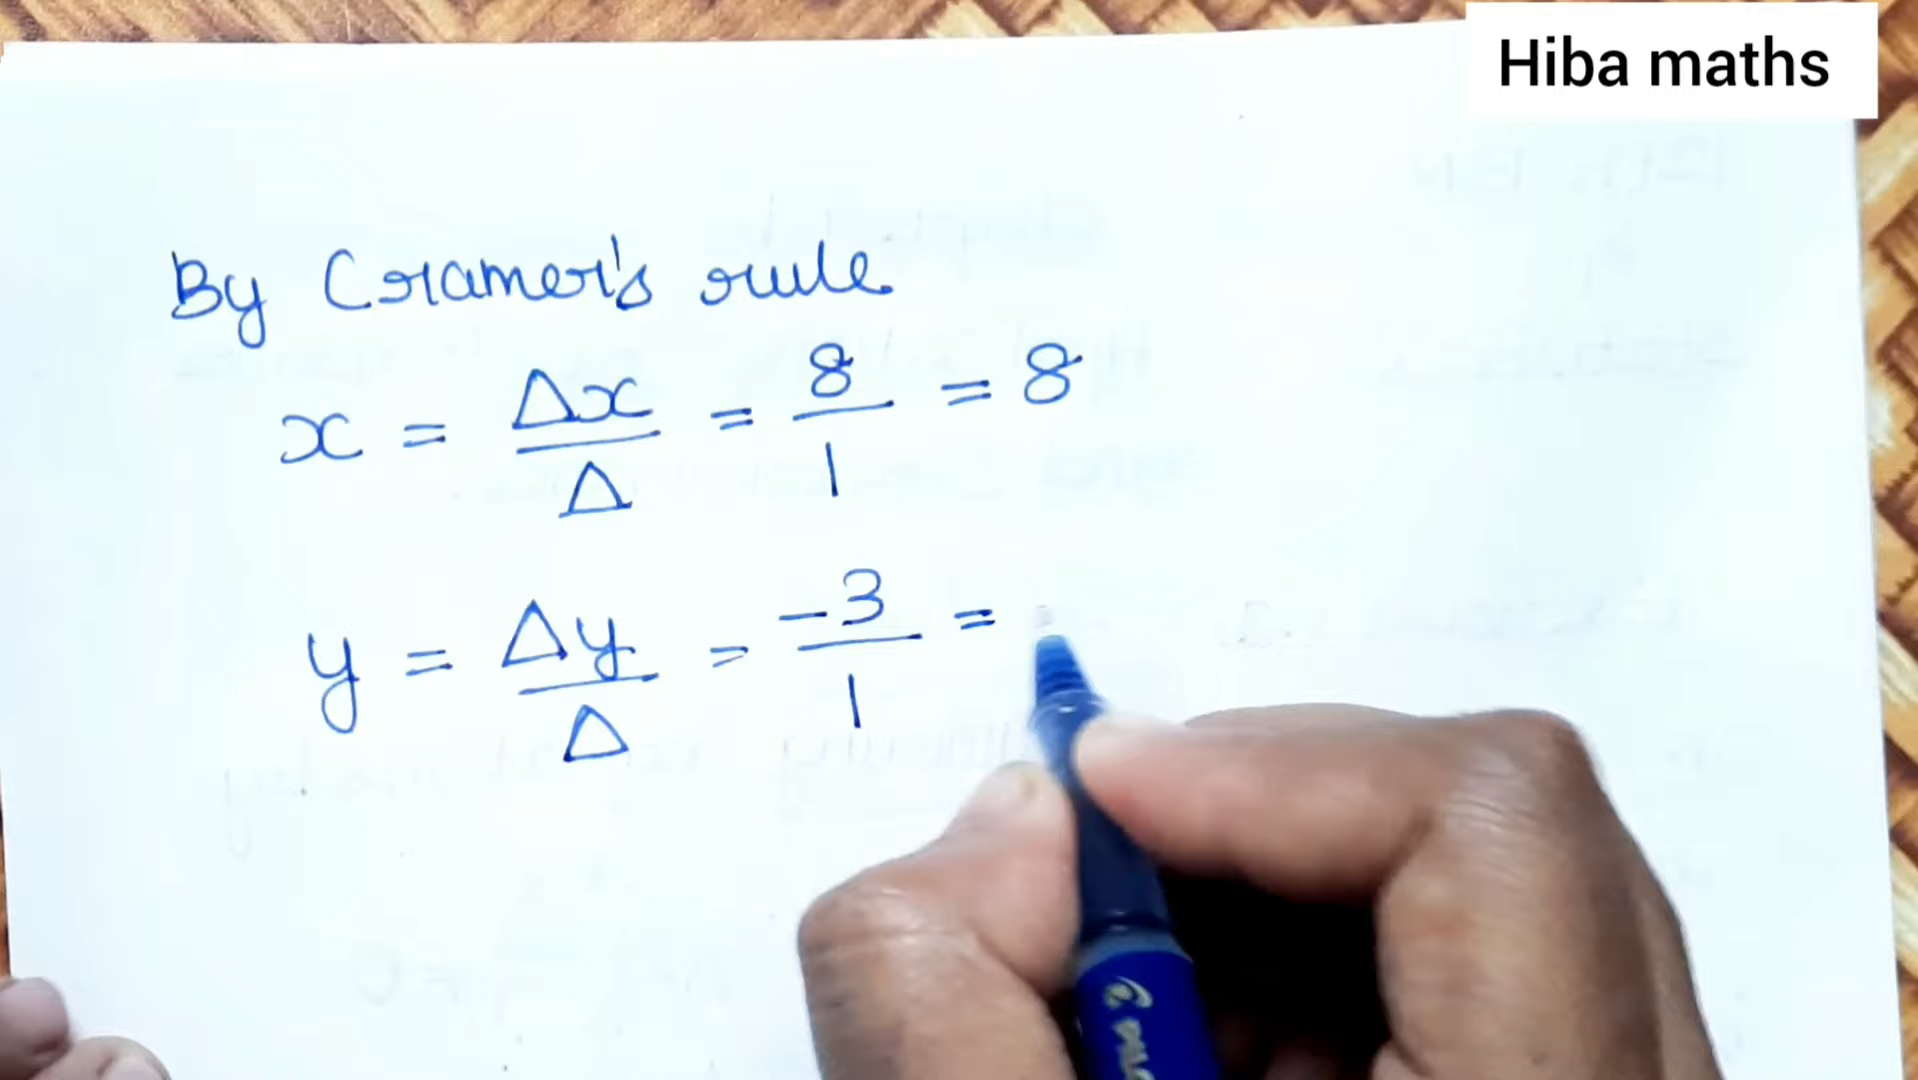 Hiba maths
By Cramer's rule
x = Δx/Δ = 8/1 = 8
y = Δy/Δ = -3/1 =